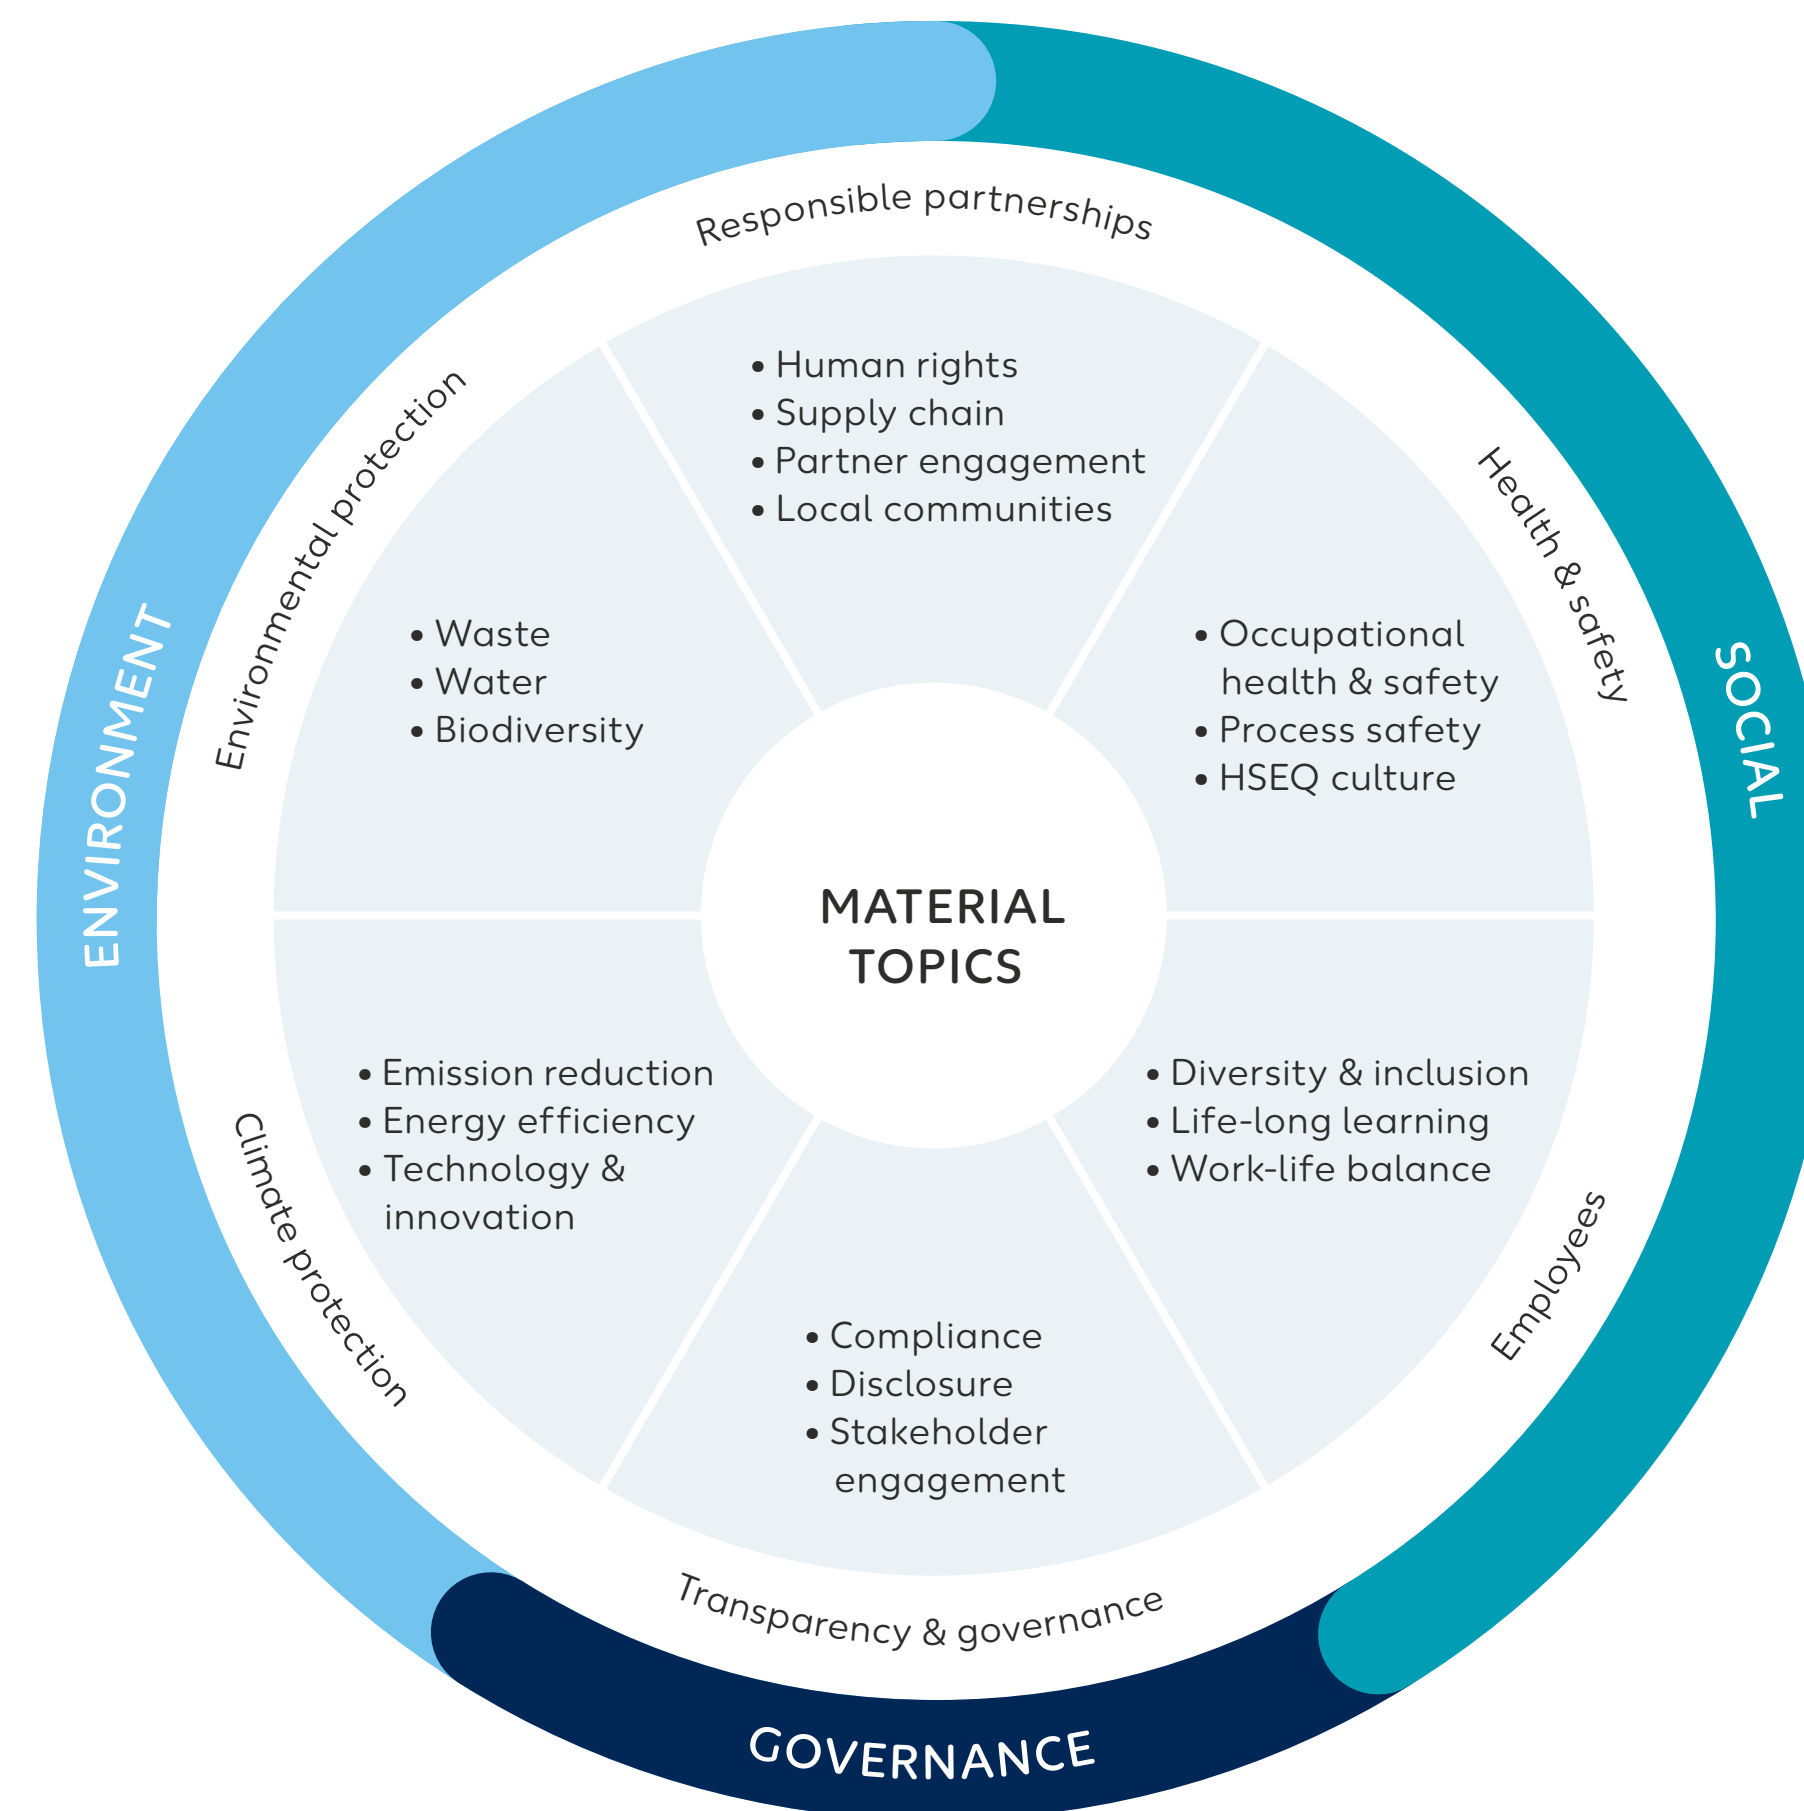 Responsible partnerships
• Human rights
• Supply chain
• Partner engagement
• Local communities
Health & safety
• Occupational
health & safety
• Process safety
• HSEQ culture
SOCIAL
Employees
• Diversity & inclusion
• Life-long learning
• Work-life balance
Transparency & governance
• Compliance
• Disclosure
• Stakeholder
engagement
GOVERNANCE
Climate protection
• Emission reduction
• Energy efficiency
• Technology &
innovation
ENVIRONMENT
Environmental protection
• Waste
• Water
• Biodiversity
MATERIAL
TOPICS